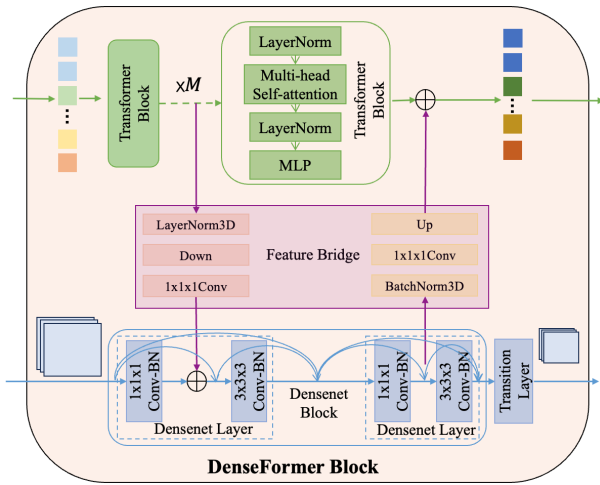 Transformer
Block
xM
LayerNorm
Multi-head
Self-attention
LayerNorm
MLP
Transformer
Block
LayerNorm3D
Down
1x1x1Conv
Feature Bridge
Up
1x1x1Conv
BatchNorm3D
1x1x1
Conv-BN
3x3x3
Conv-BN
Densenet Layer
Densenet
Block
1x1x1
Conv-BN
3x3x3
Conv-BN
Densenet Layer
Transition
Layer
DenseFormer Block